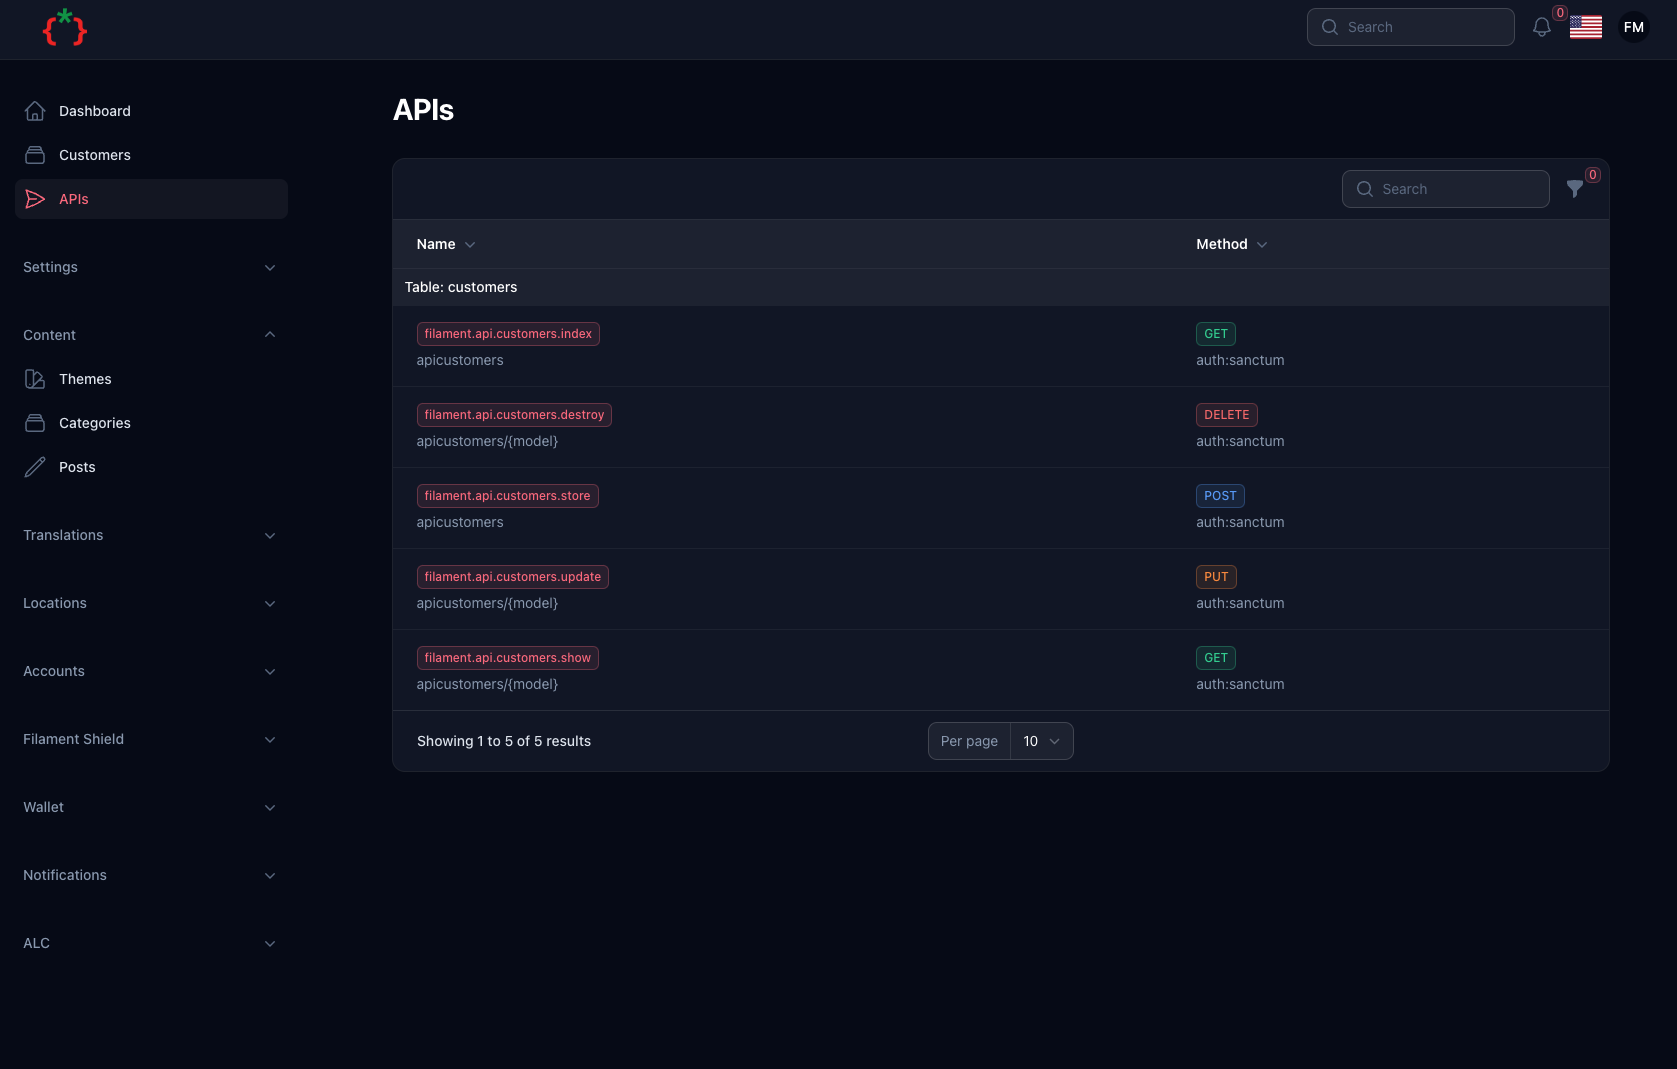 Search
0
FM
Dashboard
Customers
APIs
Settings
Content
Themes
Categories
Posts
Translations
Locations
Accounts
Filament Shield
Wallet
Notifications
ALC
APIs
Search
0
Name Method
Table: customers
filament.api.customers.index GET
apicustomers auth:sanctum
filament.api.customers.destroy DELETE
apicustomers/{model} auth:sanctum
filament.api.customers.store POST
apicustomers auth:sanctum
filament.api.customers.update PUT
apicustomers/{model} auth:sanctum
filament.api.customers.show GET
apicustomers/{model} auth:sanctum
Showing 1 to 5 of 5 results Per page 10